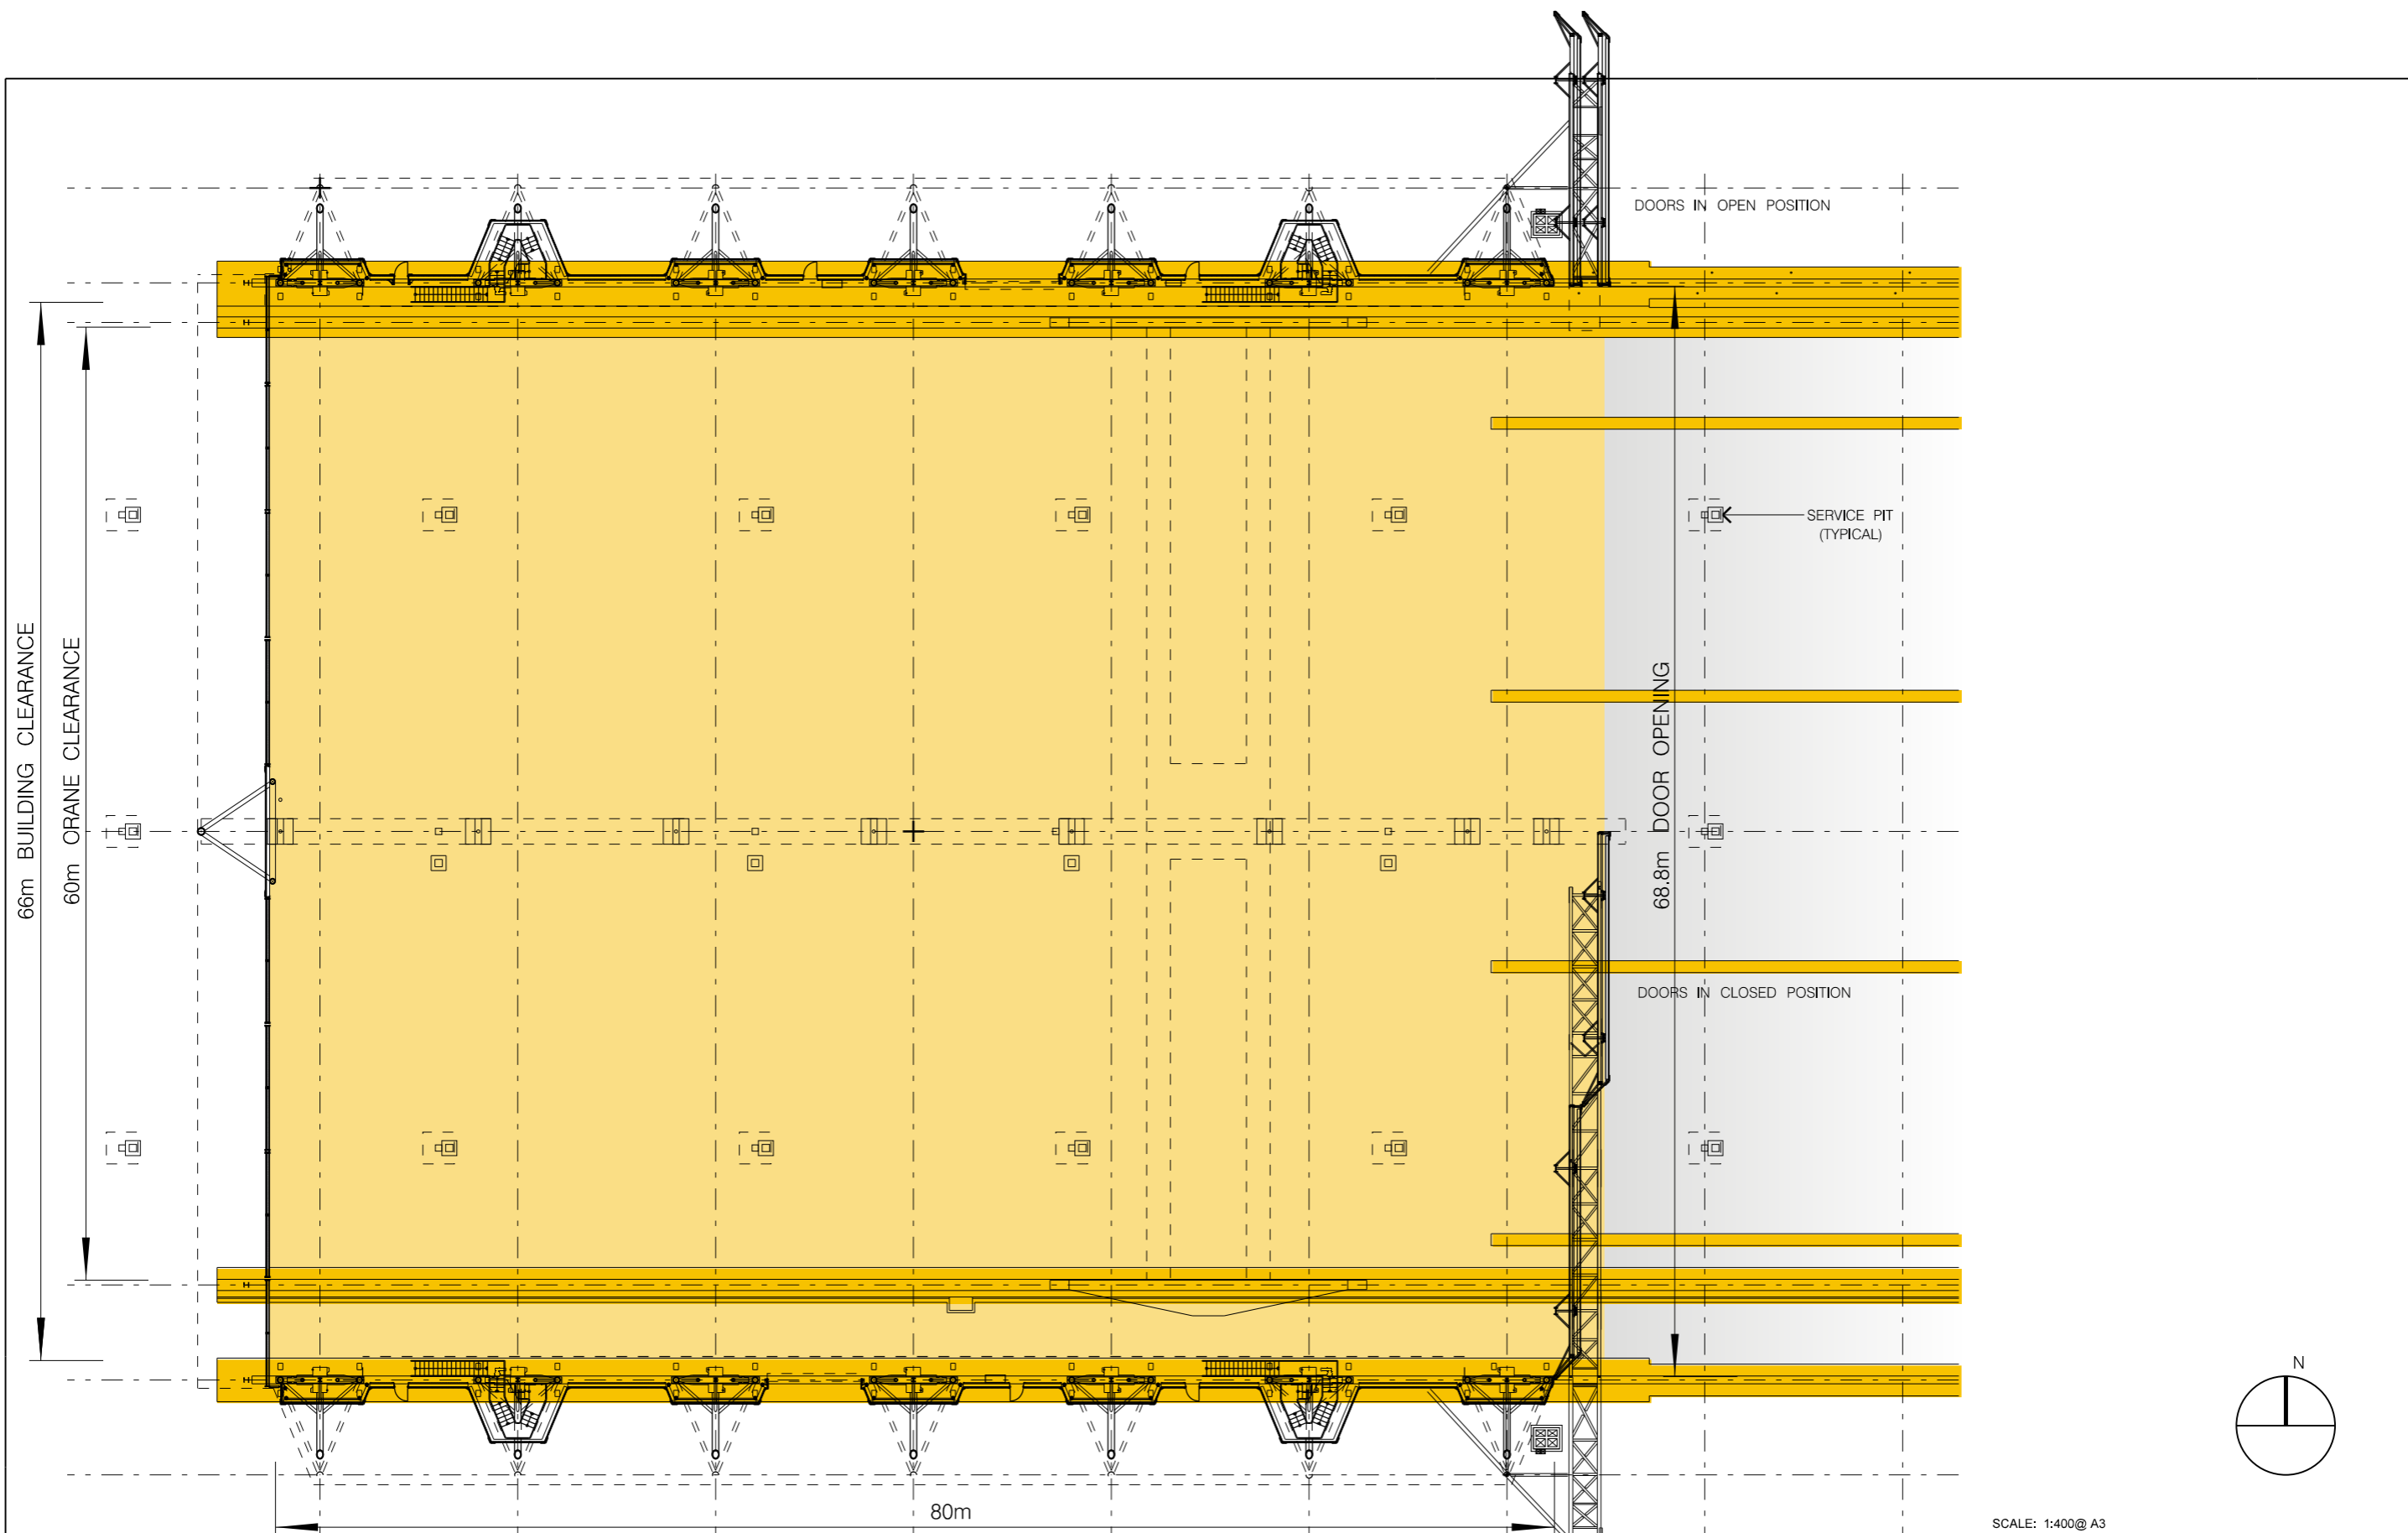 DOORS IN OPEN POSITION
SERVICE PIT
(TYPICAL)
66m BUILDING CLEARANCE
60m ORANE CLEARANCE
68.8m DOOR OPENING
DOORS IN CLOSED POSITION
N
80m
SCALE: 1:400@ A3